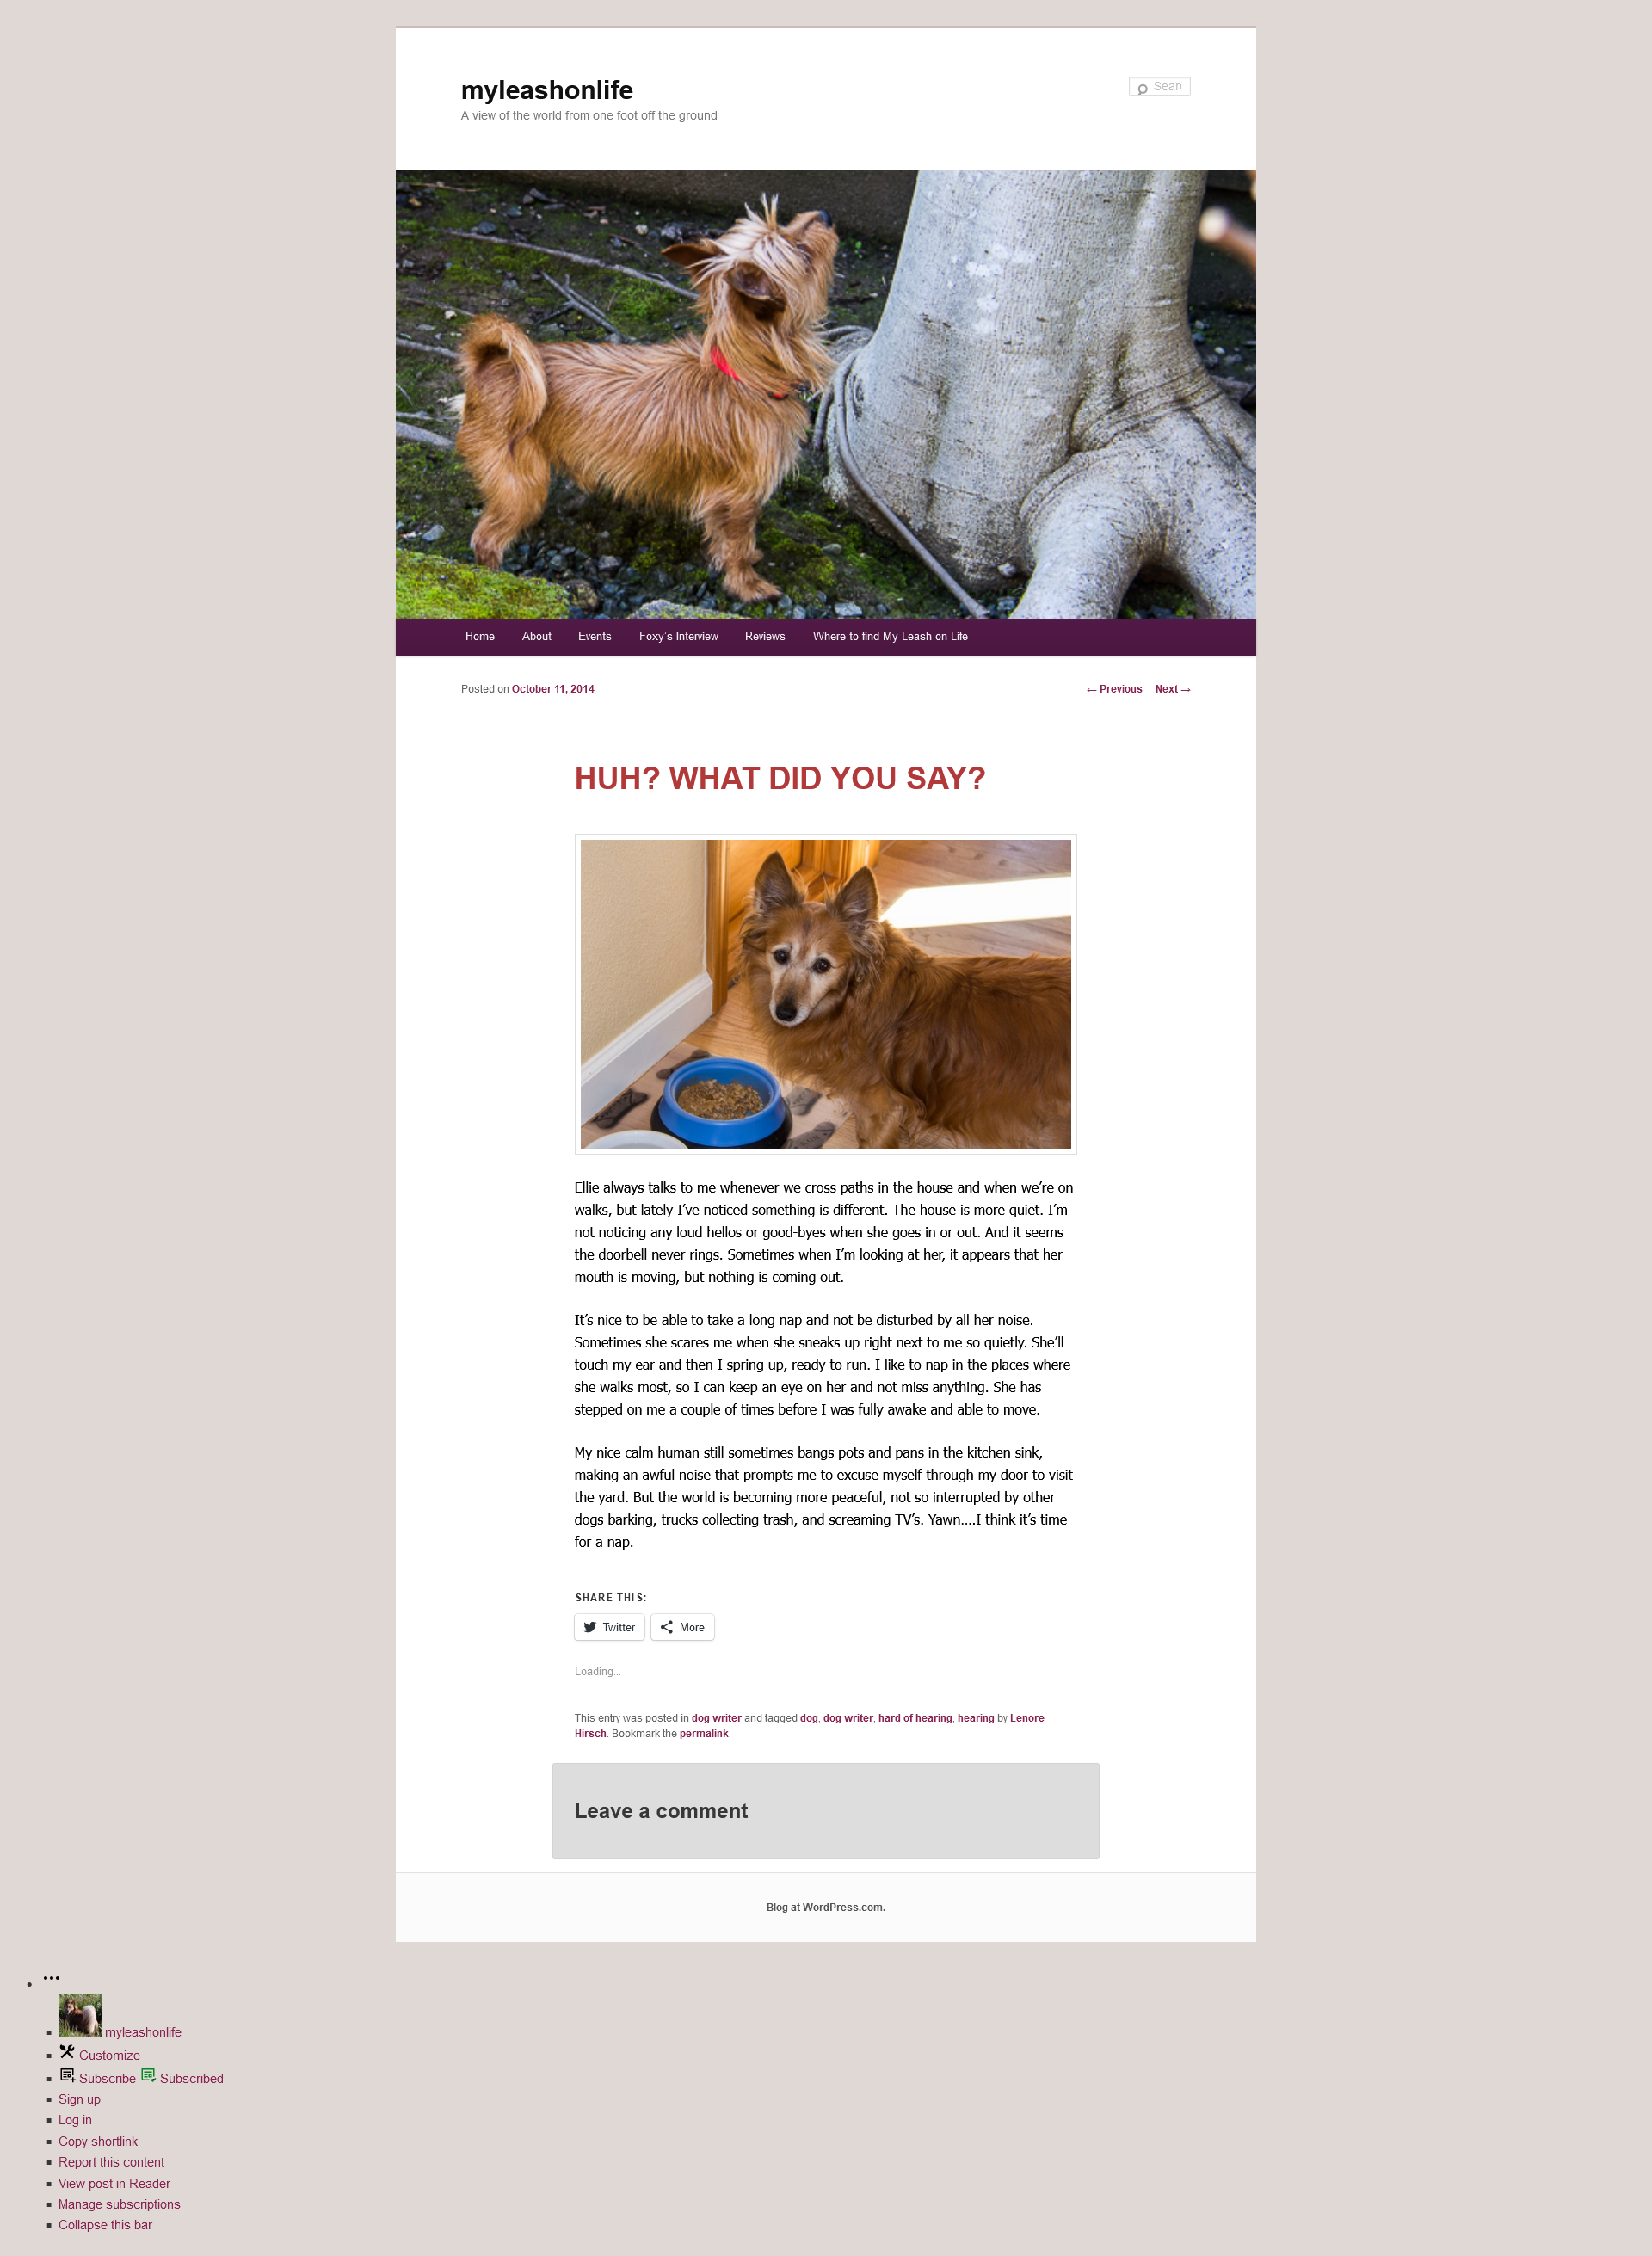 myleashonlife
A view of the world from one foot off the ground
Sear
Home About Events Foxy's Interview Reviews Where to find My Leash on Life
Posted on October 11, 2014
← Previous Next →
HUH? WHAT DID YOU SAY?
Ellie always talks to me whenever we cross paths in the house and when we’re on
walks, but lately I’ve noticed something is different. The house is more quiet. I’m
not noticing any loud hellos or good-byes when she goes in or out. And it seems
the doorbell never rings. Sometimes when I’m looking at her, it appears that her
mouth is moving, but nothing is coming out.
It’s nice to be able to take a long nap and not be disturbed by all her noise.
Sometimes she scares me when she sneaks up right next to me so quietly. She’ll
touch my ear and then I spring up, ready to run. I like to nap in the places where
she walks most, so I can keep an eye on her and not miss anything. She has
stepped on me a couple of times before I was fully awake and able to move.
My nice calm human still sometimes bangs pots and pans in the kitchen sink,
making an awful noise that prompts me to excuse myself through my door to visit
the yard. But the world is becoming more peaceful, not so interrupted by other
dogs barking, trucks collecting trash, and screaming TV’s. Yawn….I think it’s time
for a nap.
SHARE THIS:
Twitter More
Loading...
This entry was posted in dog writer and tagged dog, dog writer, hard of hearing, hearing by Lenore
Hirsch. Bookmark the permalink.
Leave a comment
Blog at WordPress.com.
myleashonlife
Customize
Subscribe Subscribed
Sign up
Log in
Copy shortlink
Report this content
View post in Reader
Manage subscriptions
Collapse this bar